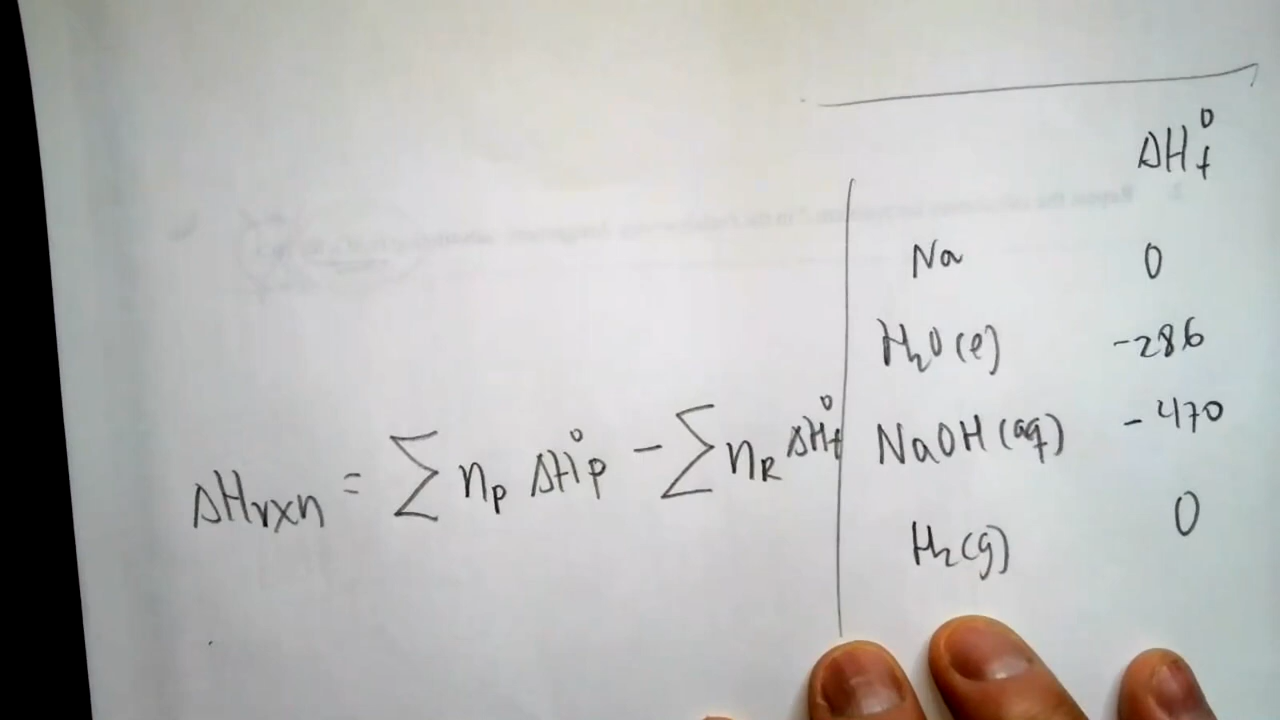 ΔH°f
Na 0
H₂O(l) -286
NaOH(aq) -470
H₂(g) 0
ΔHrxn = ∑ nP ΔH°P - ∑ nR ΔH°f